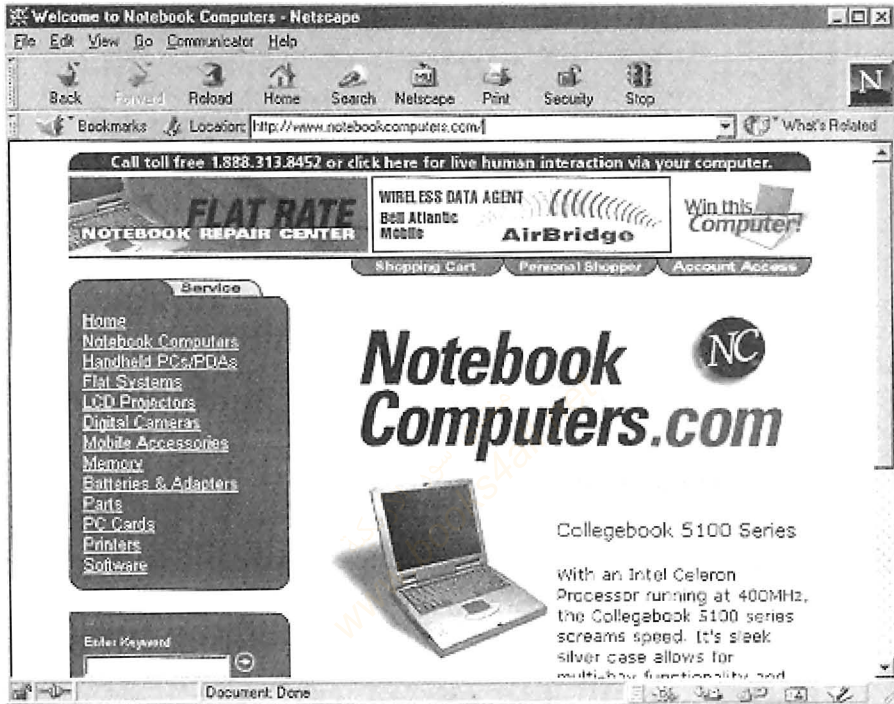 Welcome to Notebook Computers - Netscape
File Edit View Go Communicator Help
Back Forward Reload Home Search Netscape Print Security Stop
N
Bookmarks Location: http://www.notebookcomputers.com/ What's Related
Call toll free 1.888.313.8452 or click here for live human interaction via your computer.
FLAT RATE
NOTEBOOK REPAIR CENTER
WIRELESS DATA AGENT
Bell Atlantic
Mobile
AirBridge
Win this
Computer!
Shopping Cart Personal Shopper Account Access
Service
Home
Notebook Computers
Handheld PCs/PDAs
Flat Systems
LCD Projectors
Digital Cameras
Mobile Accessories
Memory
Batteries & Adapters
Parts
PC Cards
Printers
Software
Enter Keyword
Notebook
Computers.com
NC
Collegebook 5100 Series
With an Intel Celeron
Processor running at 400MHz,
the Collegebook 5100 series
screams speed. It's sleek
silver case allows for
multi-bay functionality and
Document: Done